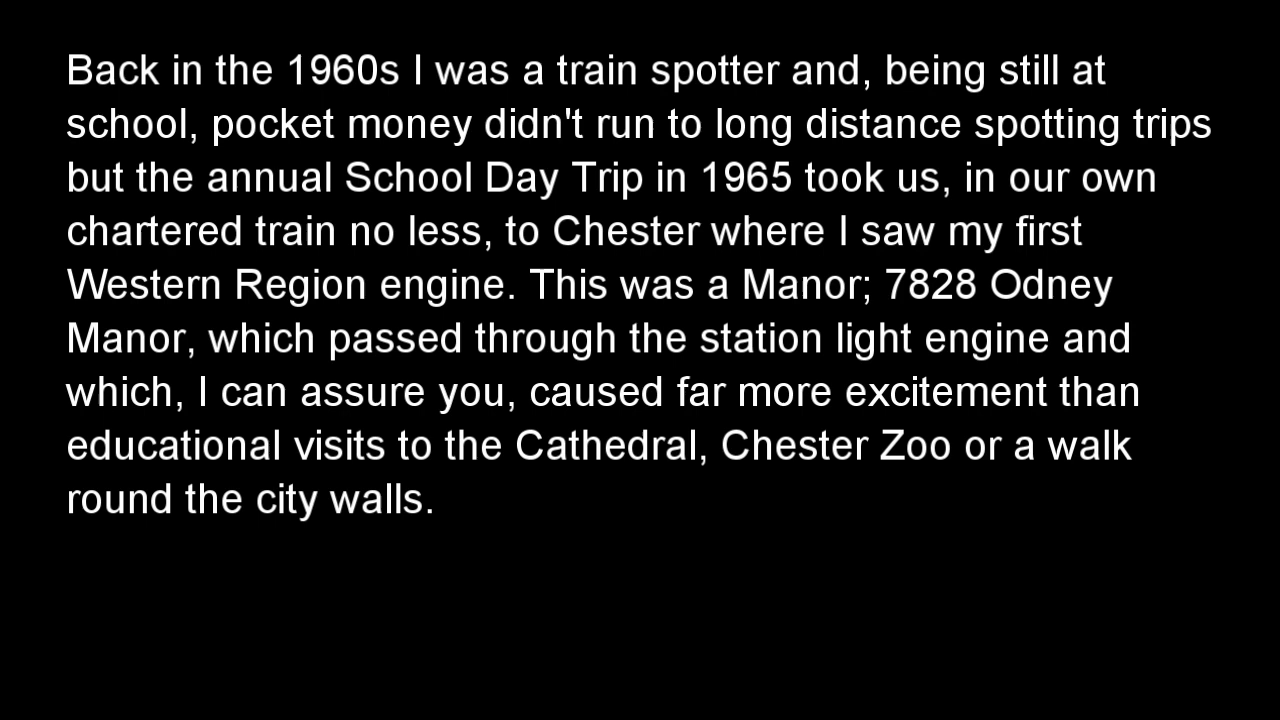 Back in the 1960s I was a train spotter and, being still at
school, pocket money didn't run to long distance spotting trips
but the annual School Day Trip in 1965 took us, in our own
chartered train no less, to Chester where I saw my first
Western Region engine. This was a Manor; 7828 Odney
Manor, which passed through the station light engine and
which, I can assure you, caused far more excitement than
educational visits to the Cathedral, Chester Zoo or a walk
round the city walls.